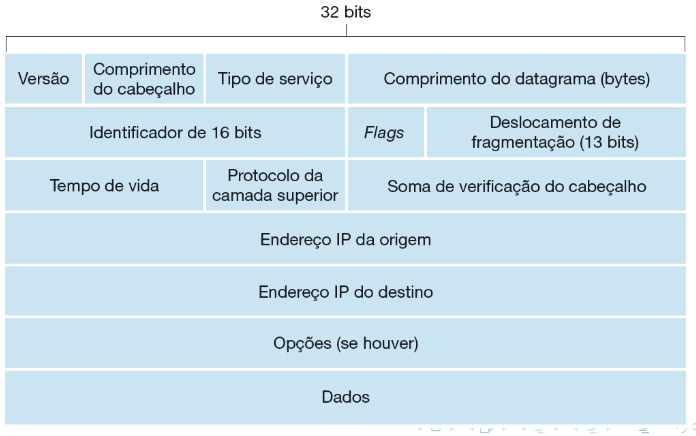 32 bits
Versão
Comprimento
do cabeçalho
Tipo de serviço
Comprimento do datagrama (bytes)
Identificador de 16 bits
Flags
Deslocamento de
fragmentação (13 bits)
Tempo de vida
Protocolo da
camada superior
Soma de verificação do cabeçalho
Endereço IP da origem
Endereço IP do destino
Opções (se houver)
Dados